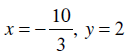 x = −10/3, y = 2